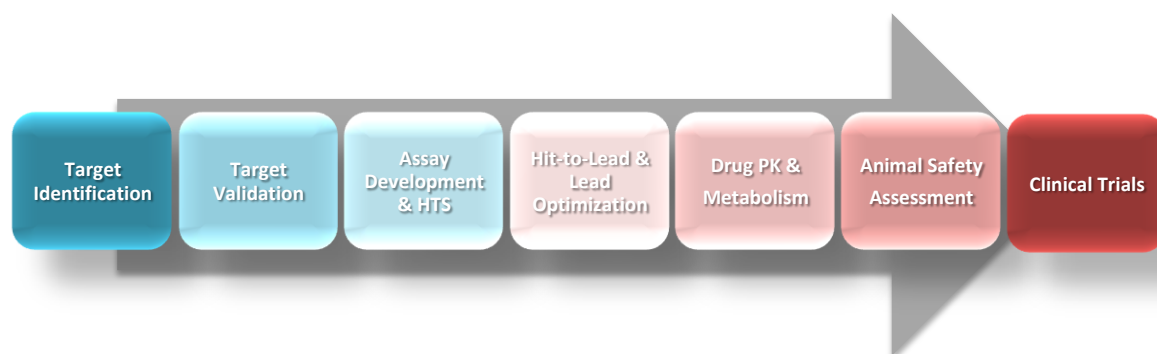 Target
Identification
Target
Validation
Assay
Development
& HTS
Hit-to-Lead &
Lead
Optimization
Drug PK &
Metabolism
Animal Safety
Assessment
Clinical Trials